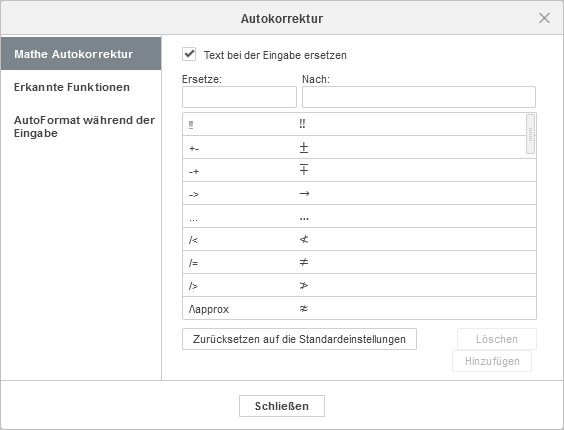 Autokorrektur
Mathe Autokorrektur
Erkannte Funktionen
AutoFormat während der
Eingabe
Text bei der Eingabe ersetzen
Ersetze: Nach:
!! ‼
+- ±
-+ ∓
-> →
... …
/< ≮
/= ≠
/> ≯
/\approx ≉
Zurücksetzen auf die Standardeinstellungen
Löschen
Hinzufügen
Schließen